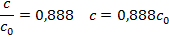 c/c₀ = 0,888   c = 0,888c₀